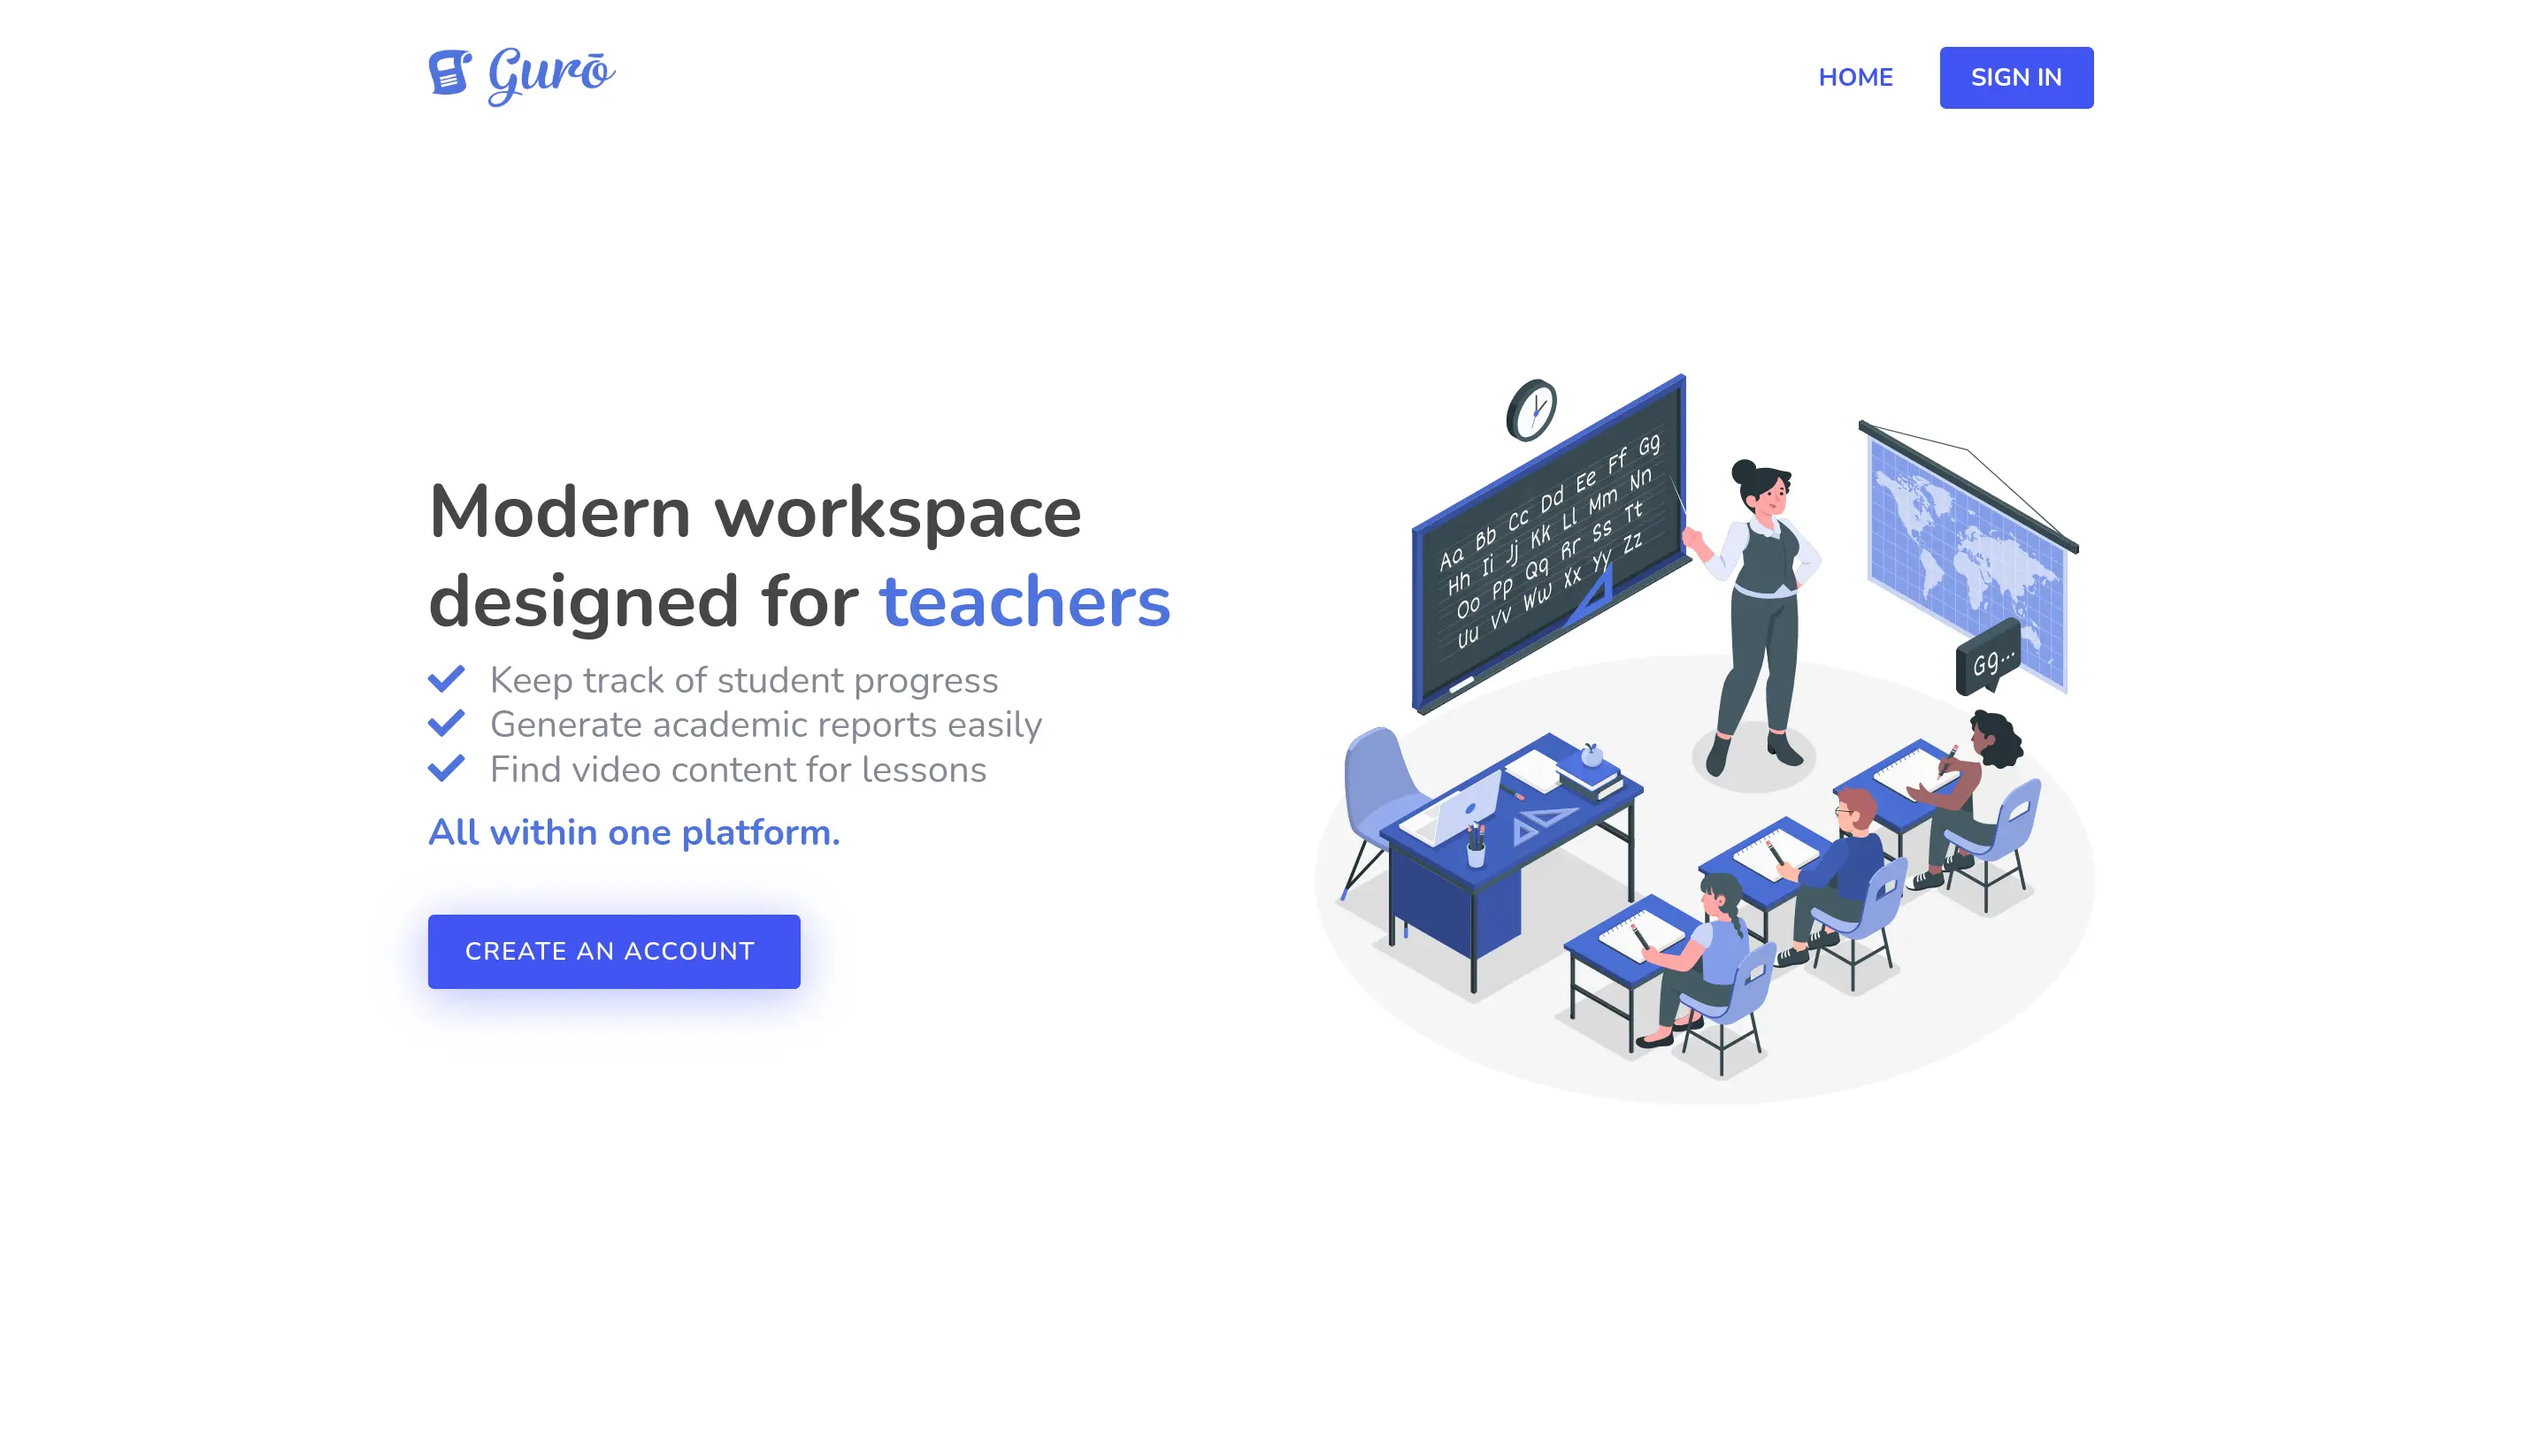 Gurō
HOME
SIGN IN
Modern workspace
designed for teachers
Keep track of student progress
Generate academic reports easily
Find video content for lessons
All within one platform.
CREATE AN ACCOUNT
Aa Bb Cc Dd Ee Ff Gg
Hh Ii Jj Kk Ll Mm Nn
Oo Pp Qq Rr Ss Tt
Uu Vv Ww Xx Yy Zz
Gg...